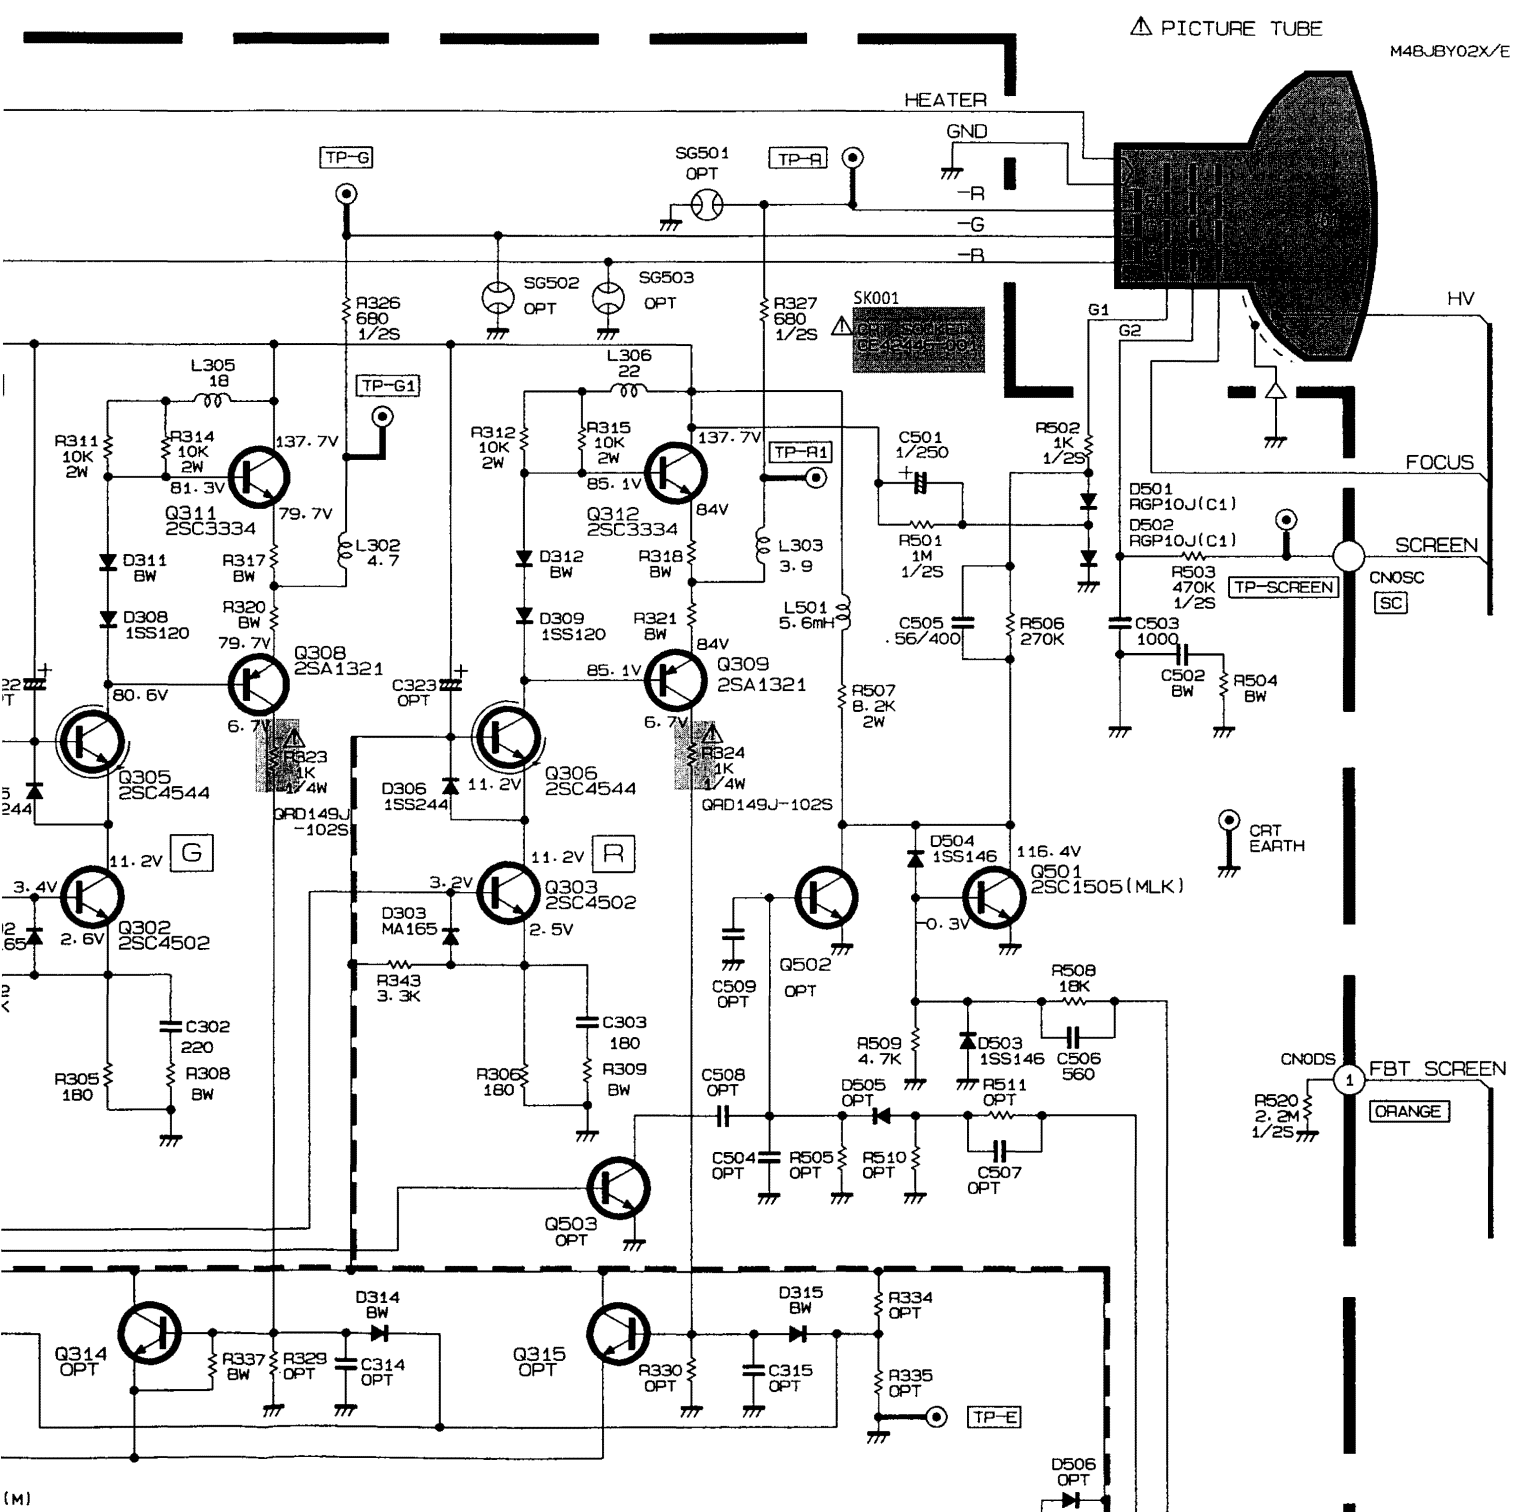 ⚠ PICTURE TUBE
M48JBY02X/E
HEATER
GND
TP-G
SG501
OPT
TP-R
-R
-G
-B
SG502
OPT
SG503
OPT
R326
680
1/2S
R327
680
1/2S
SK001
⚠ CRT SOCKET
G1
G2
HV
L305
18
TP-G1
L306
22
R311
10K
2W
R314
10K
2W
137.7V
81.3V
Q311
2SC3334
79.7V
R312
10K
2W
R315
10K
2W
137.7V
85.1V
Q312
2SC3334
84V
TP-R1
C501
1/250
+
R502
1K
1/2S
FOCUS
D501
RGP10J(C1)
D502
RGP10J(C1)
SCREEN
R501
1M
1/2S
R503
470K
1/2S
TP-SCREEN
CN0SC
SC
D311
BW
R317
BW
L302
4.7
D312
BW
R318
BW
L303
3.9
D308
1SS120
R320
BW
79.7V
Q308
2SA1321
D309
1SS120
R321
BW
84V
Q309
2SA1321
L501
5.6mH
C505
.56/400
R506
270K
C503
1000
C502
BW
R504
BW
+
80.6V
6.7V
C323
OPT
+
85.1V
6.7V
R507
8.2K
2W
⚠
R323
1K
1/4W
QRD149J
-102S
⚠
R324
1K
1/4W
QRD149J-102S
Q305
2SC4544
D306
1SS244
11.2V
Q306
2SC4544
244
CRT
EARTH
11.2V
G
11.2V
R
D504
1SS146
116.4V
Q501
2SC1505(MLK)
-0.3V
3.4V
Q302
2SC4502
2.6V
3.2V
Q303
2SC4502
2.5V
D303
MA165
165
R343
3.3K
C509
OPT
Q502
OPT
R508
18K
C506
560
C302
220
R305
180
R308
BW
C303
180
R306
180
R309
BW
R509
4.7K
D503
1SS146
CN0DS
1
FBT SCREEN
ORANGE
R520
2.2M
1/2S
C508
OPT
D505
OPT
R511
OPT
C504
OPT
R505
OPT
R510
OPT
C507
OPT
Q503
OPT
Q314
OPT
D314
BW
R337
BW
R329
OPT
C314
OPT
Q315
OPT
D315
BW
R334
OPT
R330
OPT
C315
OPT
R335
OPT
TP-E
D506
OPT
(M)